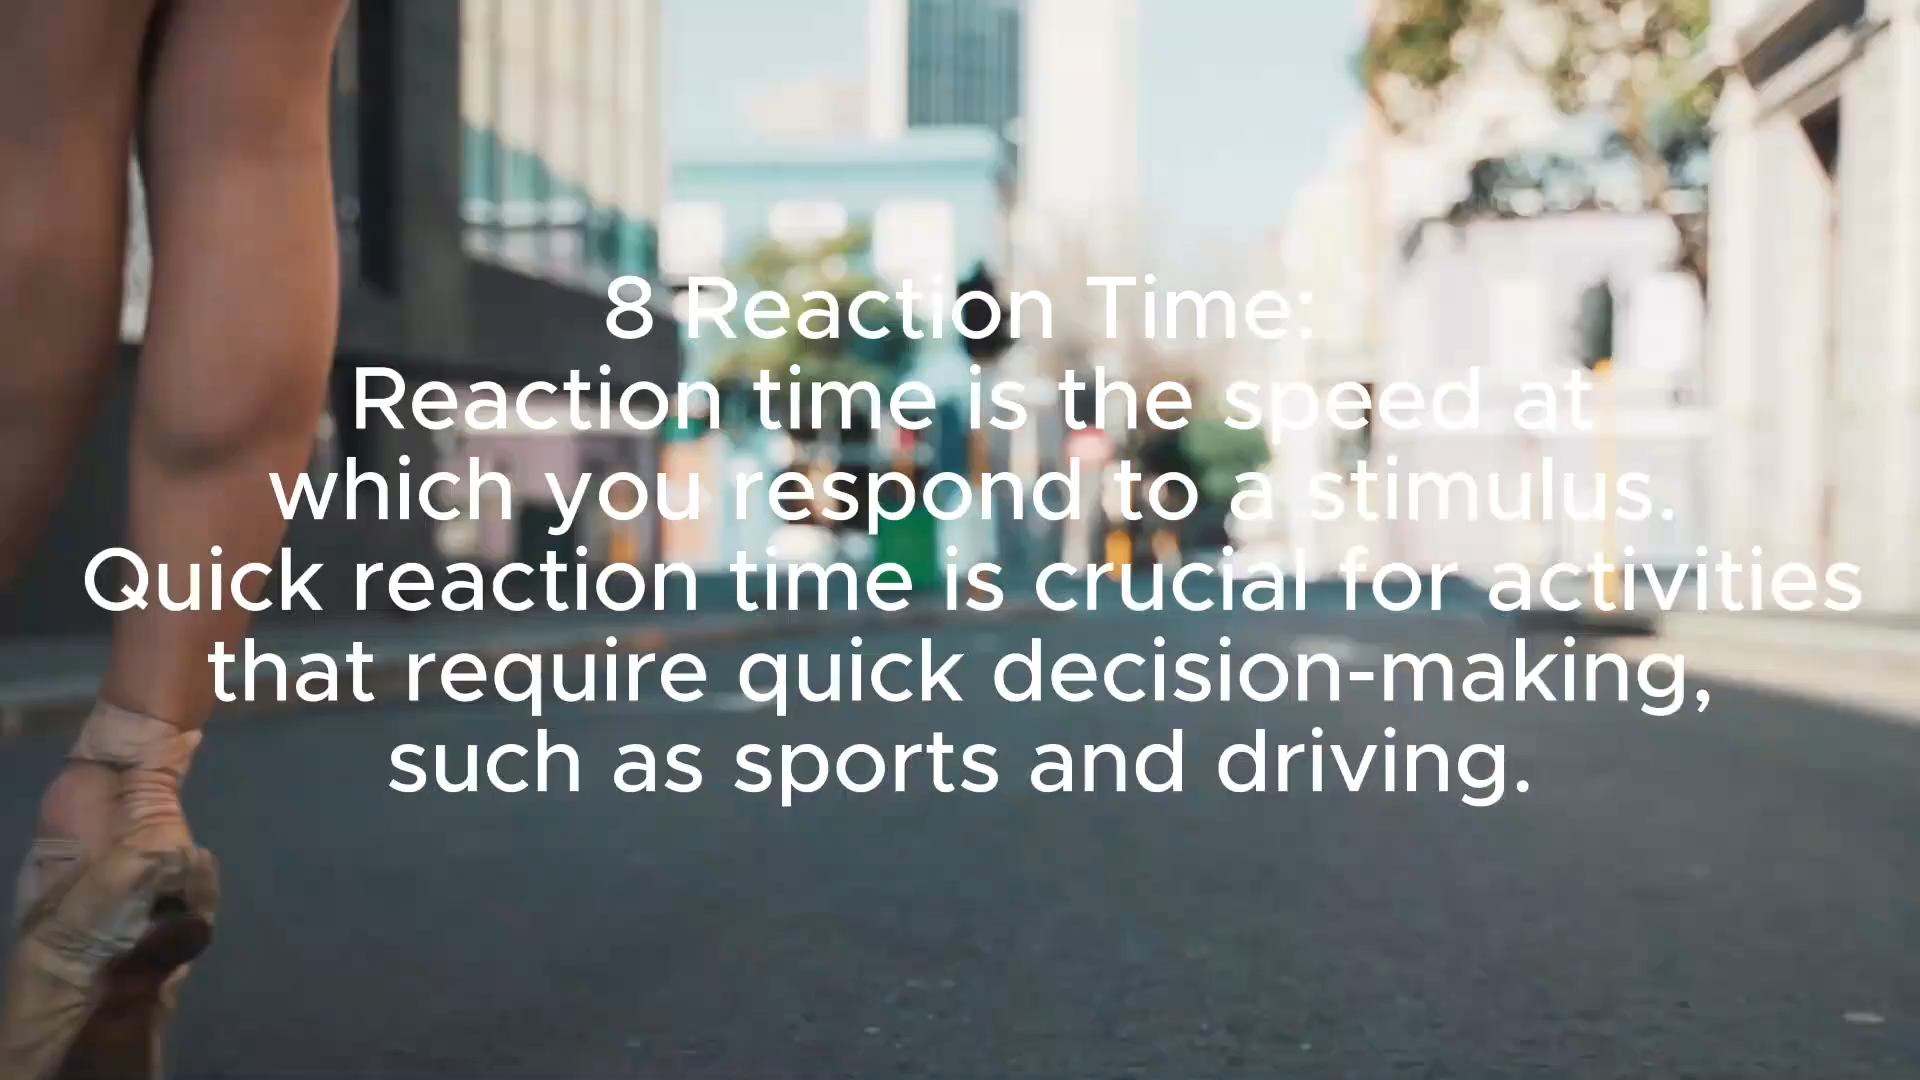 8 Reaction Time:
Reaction time is the speed at
which you respond to a stimulus.
Quick reaction time is crucial for activities
that require quick decision-making,
such as sports and driving.